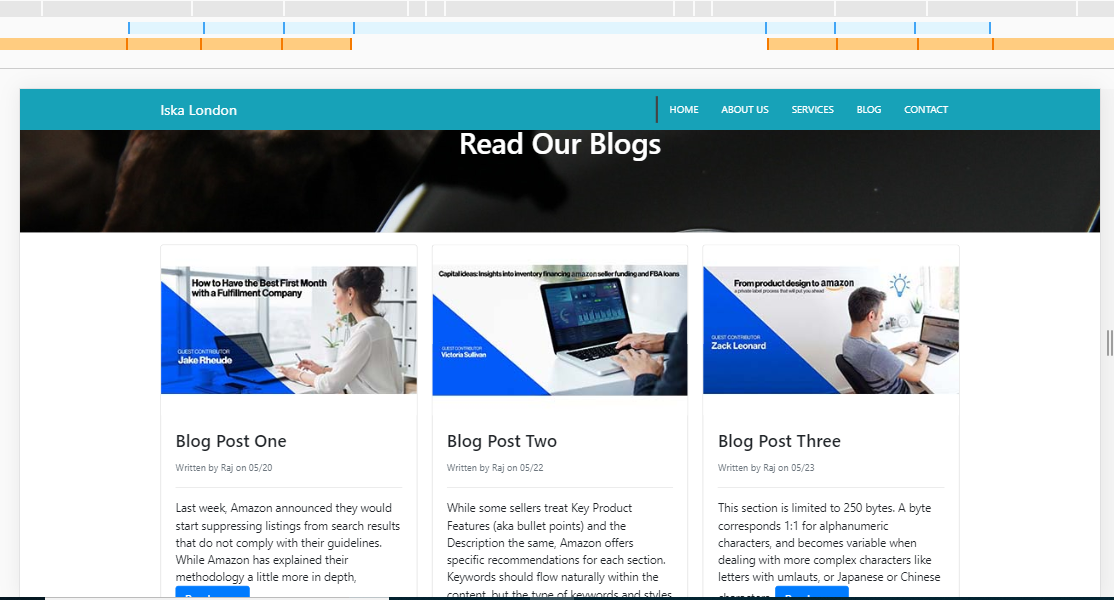 Iska London
HOME ABOUT US SERVICES BLOG CONTACT
Read Our Blogs
How to Have the Best First Month
with a Fulfillment Company
GUEST CONTRIBUTOR
Jake Rheude
Blog Post One
Written by Raj on 05/20
Last week, Amazon announced they would
start suppressing listings from search results
that do not comply with their guidelines.
While Amazon has explained their
methodology a little more in depth,
Capital ideas: Insights into inventory financing amazon seller funding and FBA loans
GUEST CONTRIBUTOR
Victoria Sullivan
Blog Post Two
Written by Raj on 05/22
While some sellers treat Key Product
Features (aka bullet points) and the
Description the same, Amazon offers
specific recommendations for each section.
Keywords should flow naturally within the
content, but the type of keywords and styles
From product design to amazon
a private label process that will put you ahead
GUEST CONTRIBUTOR
Zack Leonard
Blog Post Three
Written by Raj on 05/23
This section is limited to 250 bytes. A byte
corresponds 1:1 for alphanumeric
characters, and becomes variable when
dealing with more complex characters like
letters with umlauts, or Japanese or Chinese
characters.